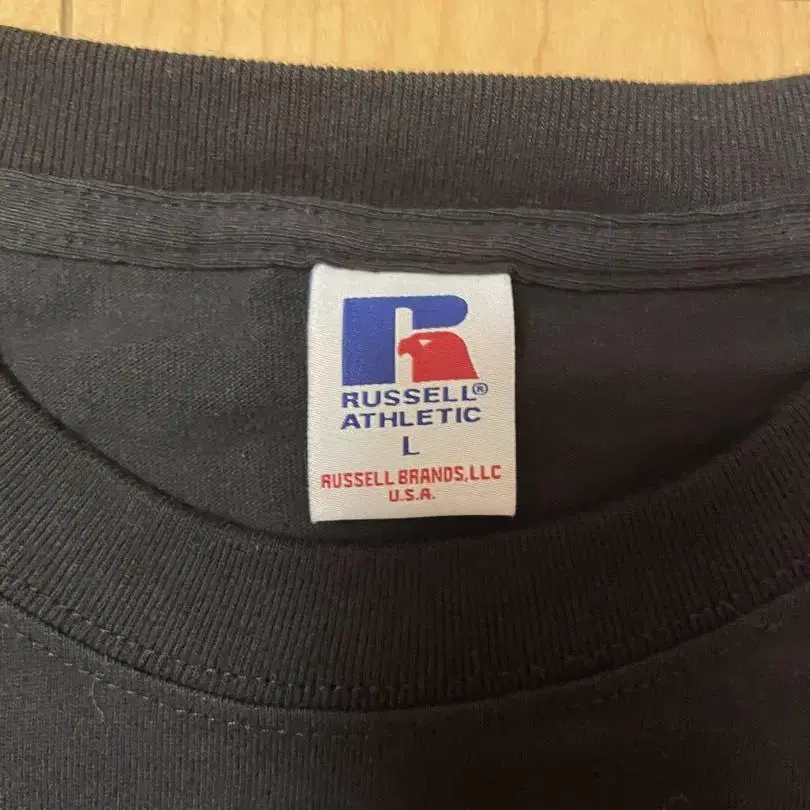 RUSSELL®
ATHLETIC
L
RUSSELL BRANDS, LLC
U.S.A.